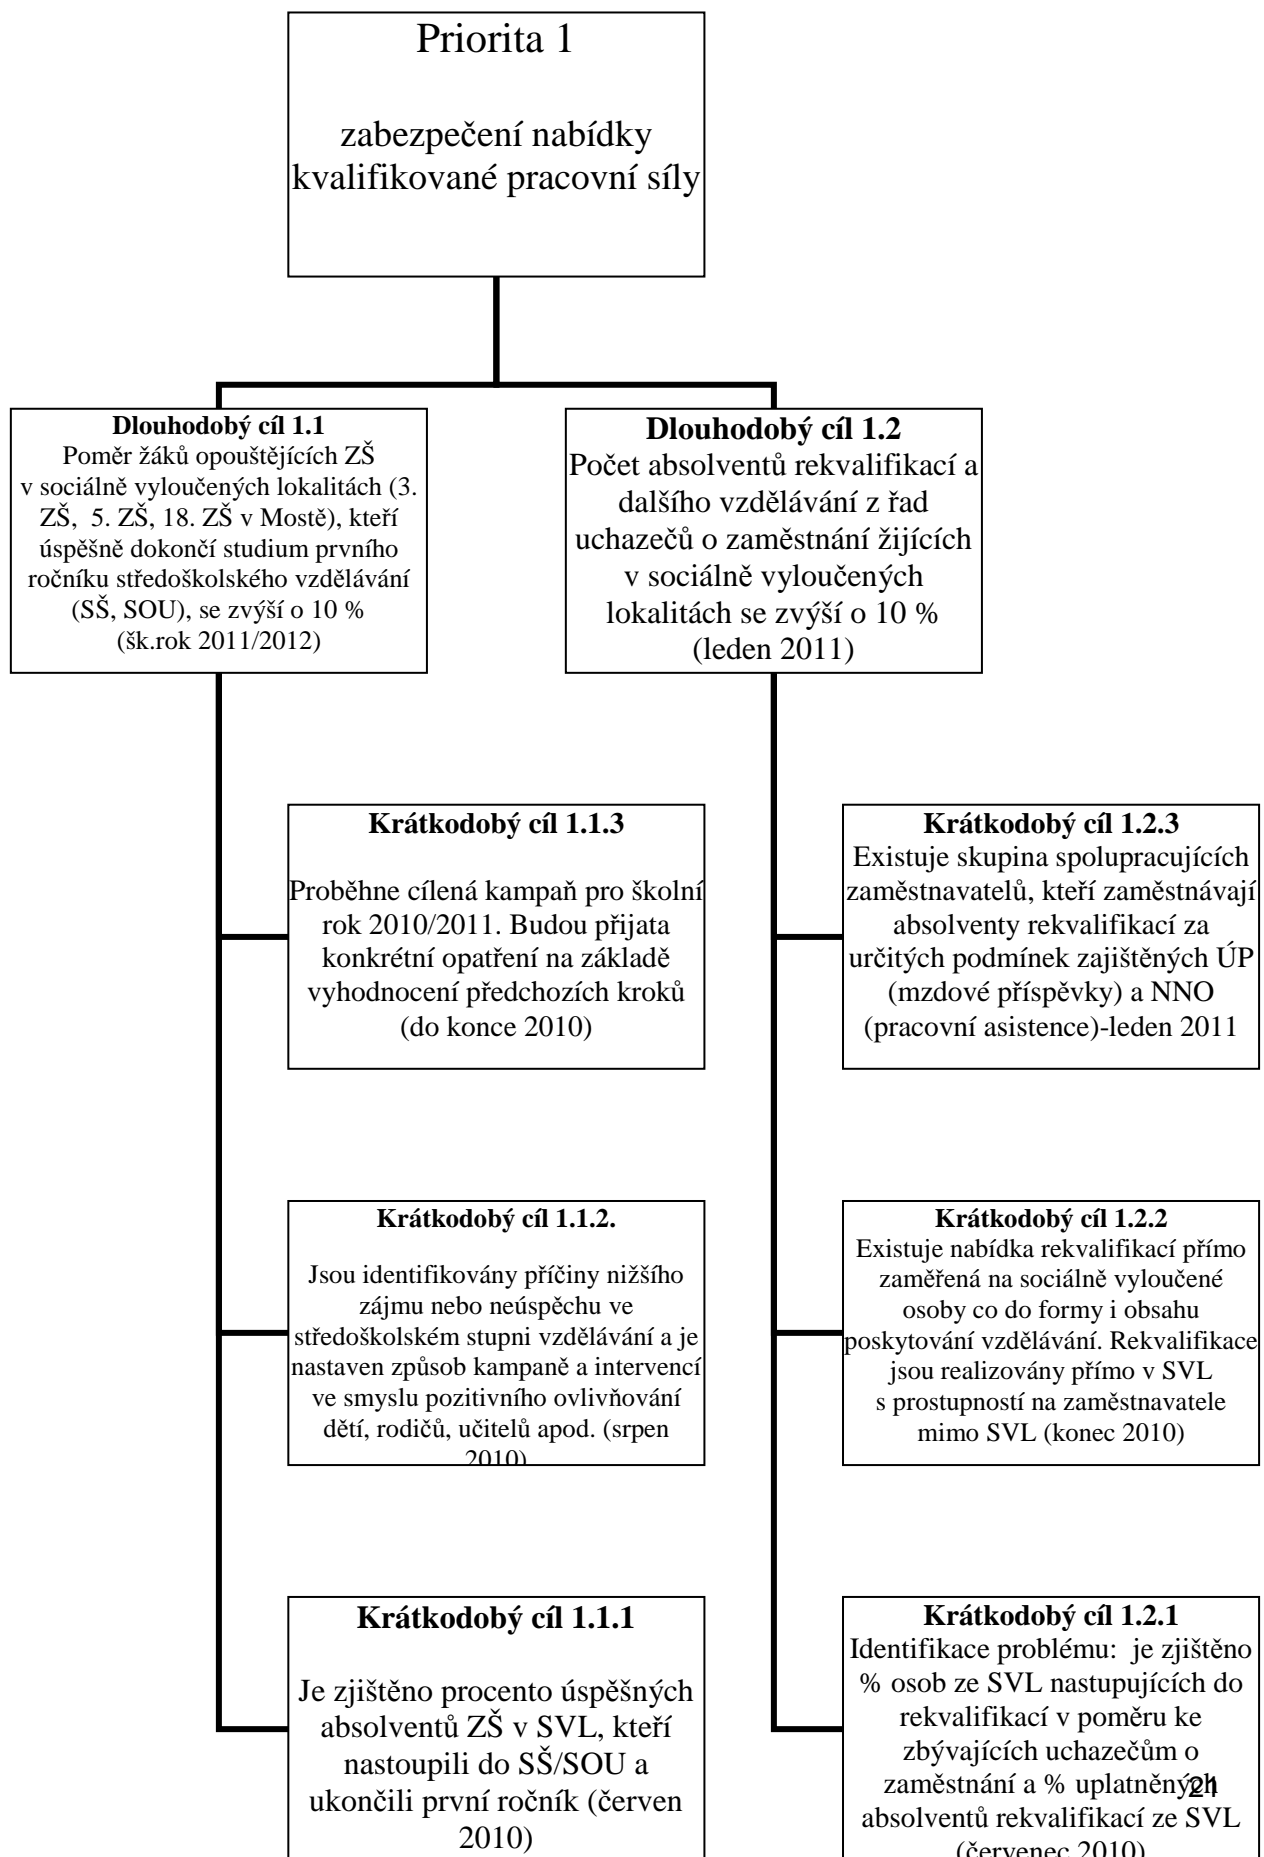 Priorita 1
zabezpečení nabídky
kvalifikované pracovní síly
Dlouhodobý cíl 1.1
Poměr žáků opouštějících ZŠ
v sociálně vyloučených lokalitách (3.
ZŠ, 5. ZŠ, 18. ZŠ v Mostě), kteří
úspěšně dokončí studium prvního
ročníku středoškolského vzdělávání
(SŠ, SOU), se zvýší o 10 %
(šk.rok 2011/2012)
Dlouhodobý cíl 1.2
Počet absolventů rekvalifikací a
dalšího vzdělávání z řad
uchazečů o zaměstnání žijících
v sociálně vyloučených
lokalitách se zvýší o 10 %
(leden 2011)
Krátkodobý cíl 1.1.3
Proběhne cílená kampaň pro školní
rok 2010/2011. Budou přijata
konkrétní opatření na základě
vyhodnocení předchozích kroků
(do konce 2010)
Krátkodobý cíl 1.2.3
Existuje skupina spolupracujících
zaměstnavatelů, kteří zaměstnávají
absolventy rekvalifikací za
určitých podmínek zajištěných ÚP
(mzdové příspěvky) a NNO
(pracovní asistence)-leden 2011
Krátkodobý cíl 1.1.2.
Jsou identifikovány příčiny nižšího
zájmu nebo neúspěchu ve
středoškolském stupni vzdělávání a je
nastaven způsob kampaně a intervencí
ve smyslu pozitivního ovlivňování
dětí, rodičů, učitelů apod. (srpen
2010)
Krátkodobý cíl 1.2.2
Existuje nabídka rekvalifikací přímo
zaměřená na sociálně vyloučené
osoby co do formy i obsahu
poskytování vzdělávání. Rekvalifikace
jsou realizovány přímo v SVL
s prostupností na zaměstnavatele
mimo SVL (konec 2010)
Krátkodobý cíl 1.1.1
Je zjištěno procento úspěšných
absolventů ZŠ v SVL, kteří
nastoupili do SŠ/SOU a
ukončili první ročník (červen
2010)
Krátkodobý cíl 1.2.1
Identifikace problému: je zjištěno
% osob ze SVL nastupujících do
rekvalifikací v poměru ke
zbývajících uchazečům o
zaměstnání a % uplatněných
absolventů rekvalifikací ze SVL
(červenec 2010)
21